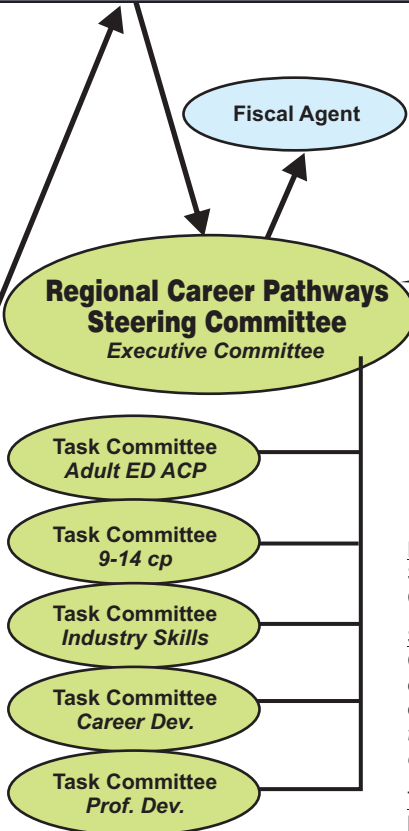 Fiscal Agent
Regional Career Pathways
Steering Committee
Executive Committee
Task Committee
Adult ED ACP
Task Committee
9-14 cp
Task Committee
Industry Skills
Task Committee
Career Dev.
Task Committee
Prof. Dev.